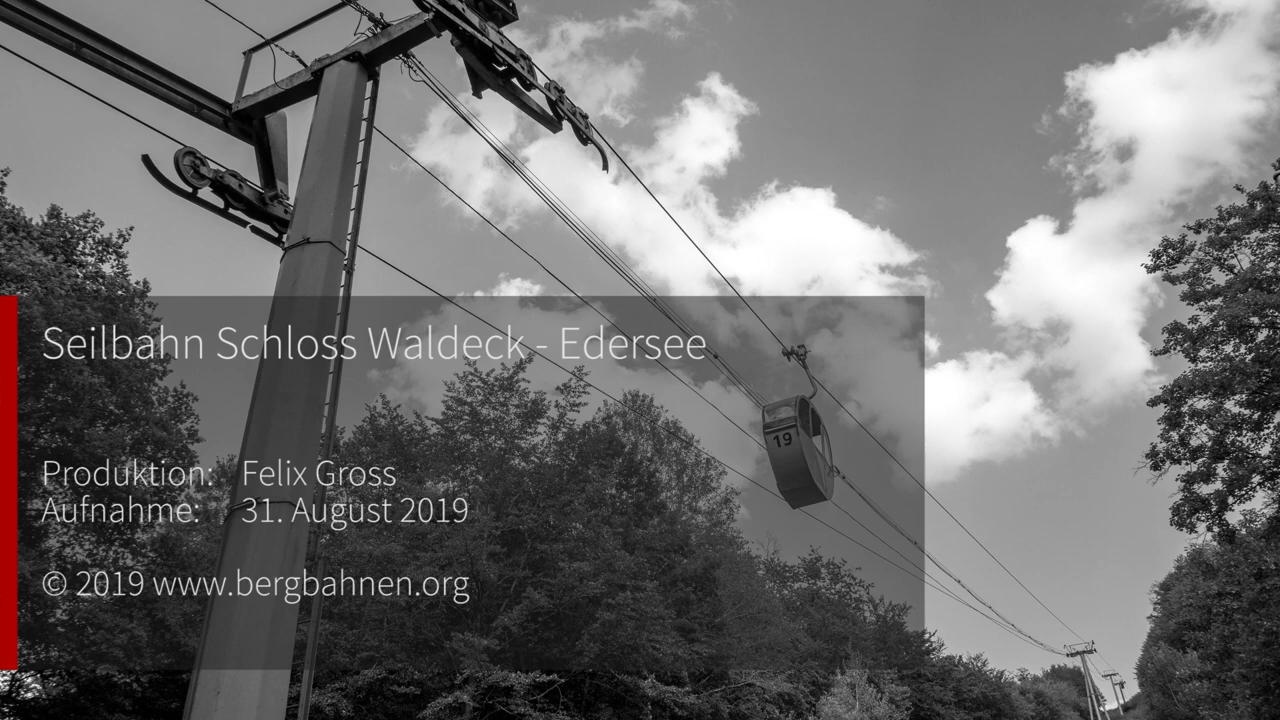 Seilbahn Schloss Waldeck - Edersee
19
Produktion: Felix Gross
Aufnahme: 31. August 2019
© 2019 www.bergbahnen.org